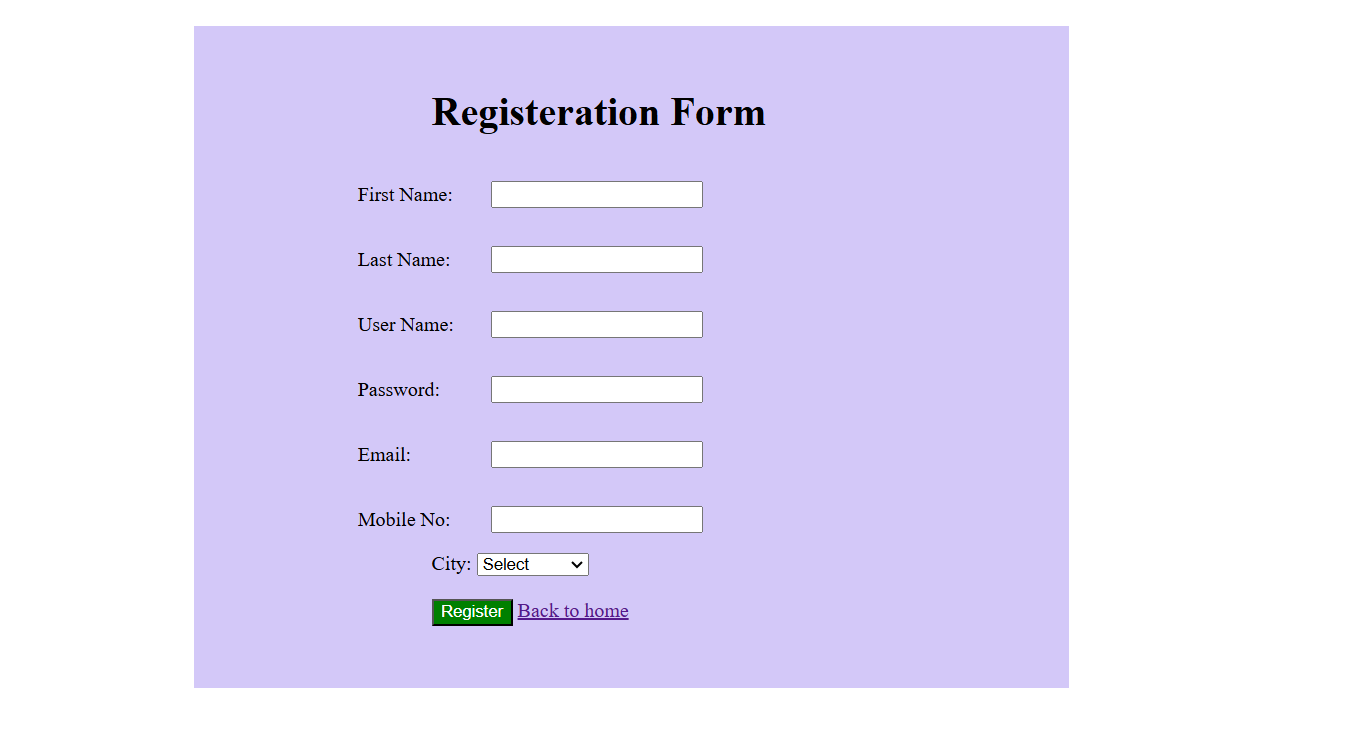 Registeration Form
First Name:
Last Name:
User Name:
Password:
Email:
Mobile No:
City: Select
Register Back to home